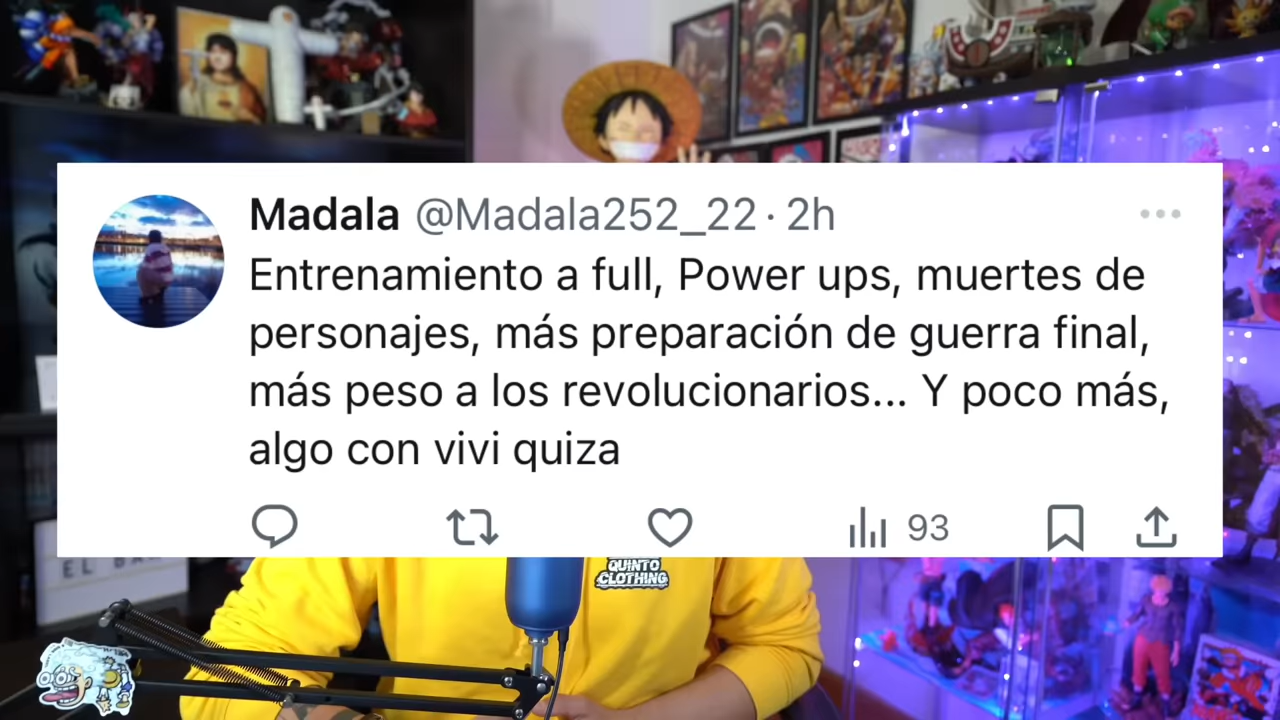 Madala @Madala252_22 · 2h
Entrenamiento a full, Power ups, muertes de
personajes, más preparación de guerra final,
más peso a los revolucionarios... Y poco más,
algo con vivi quiza
93
QUINTO
CLOTHING